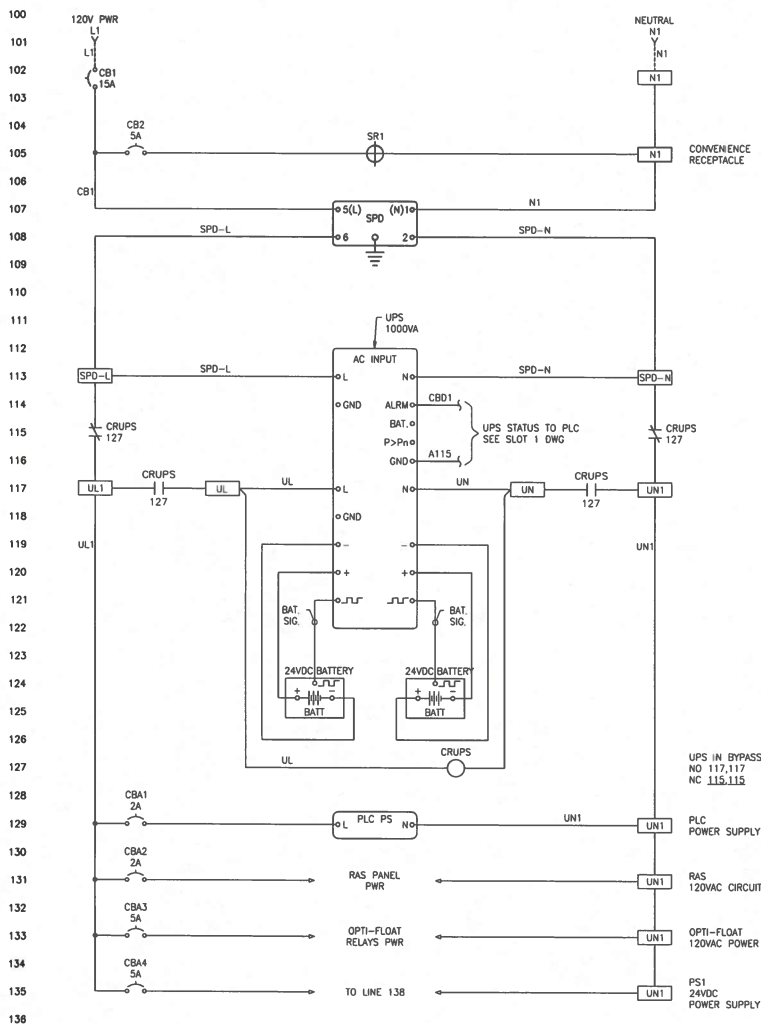 100
120V PWR
L1
NEUTRAL
N1
101
L1
N1
102
CB1
15A
N1
103
104
CB2
5A
SR1
105
N1
CONVENIENCE
RECEPTACLE
106
CB1
107
5(L) (N)1
SPD
N1
108
SPD-L
6 2
SPD-N
109
110
111
UPS
1000VA
112
AC INPUT
113
SPD-L
SPD-L
L N
SPD-N
SPD-N
114
GND ALRM
CBD1
BAT.
115
CRUPS
127
UPS STATUS TO PLC
SEE SLOT 1 DWG
CRUPS
127
P>Pn
116
GND
A115
117
UL1
CRUPS
127
UL
UL
L N
UN
UN
CRUPS
127
UN1
118
GND
119
UL1
- -
UN1
120
+ +
121
BAT.
SIG.
BAT.
SIG.
122
123
24VDC BATTERY
24VDC BATTERY
124
+ -
+ -
125
BATT
BATT
126
CRUPS
127
UL
UPS IN BYPASS
NO 117,117
NC 115,115
128
CBA1
2A
129
L PLC PS N
UN1
UN1
PLC
POWER SUPPLY
130
CBA2
2A
131
RAS PANEL
PWR
UN1
RAS
120VAC CIRCUIT
132
CBA3
5A
133
OPTI-FLOAT
RELAYS PWR
UN1
OPTI-FLOAT
120VAC POWER
134
CBA4
5A
135
TO LINE 138
UN1
PS1
24VDC
POWER SUPPLY
136